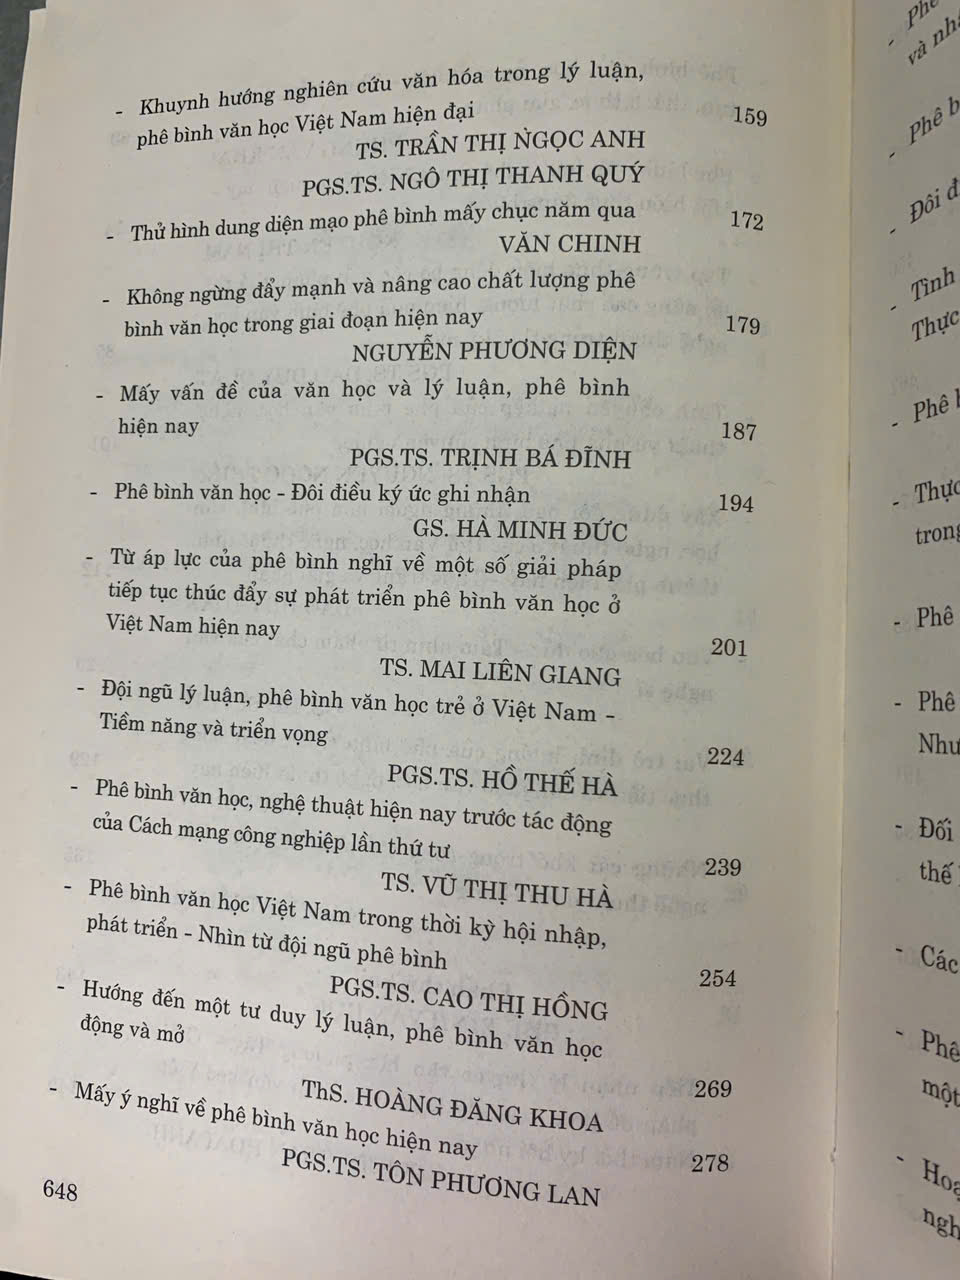 - Khuynh hướng nghiên cứu văn hóa trong lý luận,
phê bình văn học Việt Nam hiện đại 159
TS. TRẦN THỊ NGỌC ANH
PGS.TS. NGÔ THỊ THANH QUÝ
- Thử hình dung diện mạo phê bình mấy chục năm qua 172
VĂN CHINH
- Không ngừng đẩy mạnh và nâng cao chất lượng phê
bình văn học trong giai đoạn hiện nay 179
NGUYỄN PHƯƠNG DIỆN
- Mấy vấn đề của văn học và lý luận, phê bình
hiện nay 187
PGS.TS. TRỊNH BÁ ĐĨNH
- Phê bình văn học - Đôi điều ký ức ghi nhận 194
GS. HÀ MINH ĐỨC
- Từ áp lực của phê bình nghĩ về một số giải pháp
tiếp tục thúc đẩy sự phát triển phê bình văn học ở
Việt Nam hiện nay 201
TS. MAI LIÊN GIANG
- Đội ngũ lý luận, phê bình văn học trẻ ở Việt Nam -
Tiềm năng và triển vọng 224
PGS.TS. HỒ THẾ HÀ
- Phê bình văn học, nghệ thuật hiện nay trước tác động
của Cách mạng công nghiệp lần thứ tư 239
TS. VŨ THỊ THU HÀ
- Phê bình văn học Việt Nam trong thời kỳ hội nhập,
phát triển - Nhìn từ đội ngũ phê bình 254
PGS.TS. CAO THỊ HỒNG
- Hướng đến một tư duy lý luận, phê bình văn học
động và mở 269
ThS. HOÀNG ĐĂNG KHOA
- Mấy ý nghĩ về phê bình văn học hiện nay 278
PGS.TS. TÔN PHƯƠNG LAN
648
-
và
- Phê
- Đôi
- Tình
Thực
- Phê
- Thực
trong
- Phê
- Phê
Như
- Đối
thế
- Các
- Phê
một
-